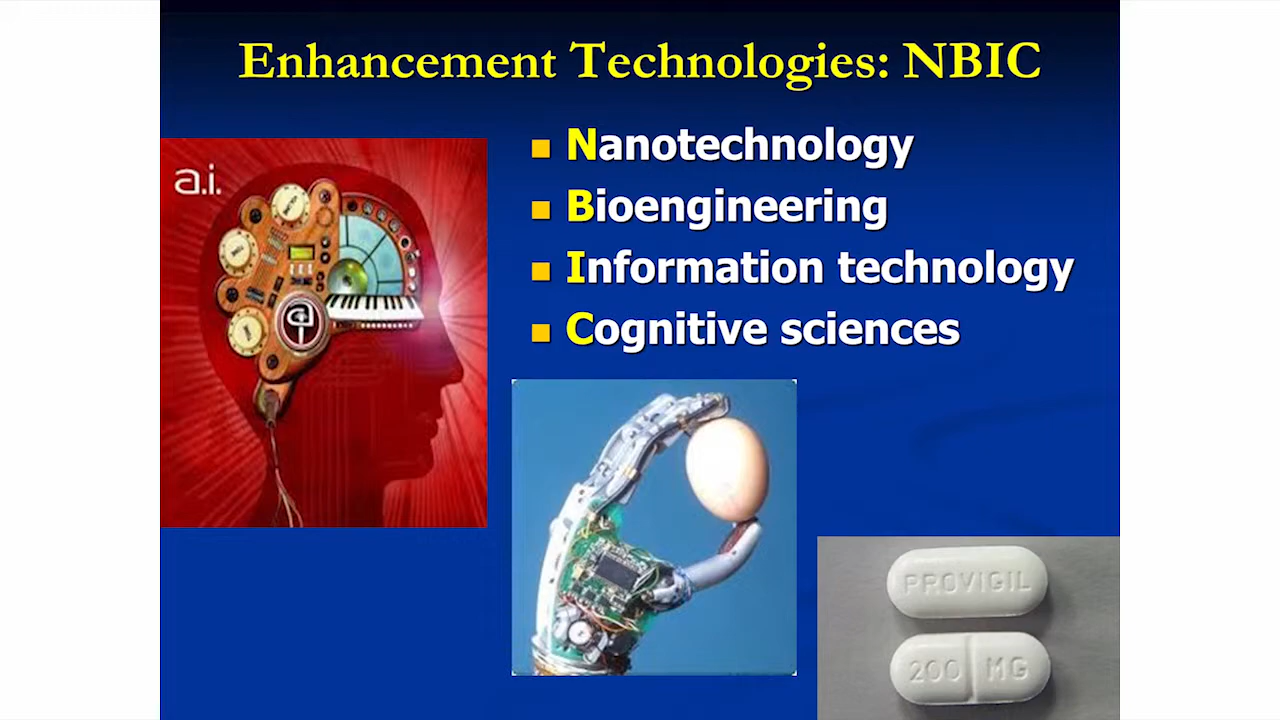 Enhancement Technologies: NBIC
Nanotechnology
Bioengineering
Information technology
Cognitive sciences
a.i.
PROVIGIL
200 MG